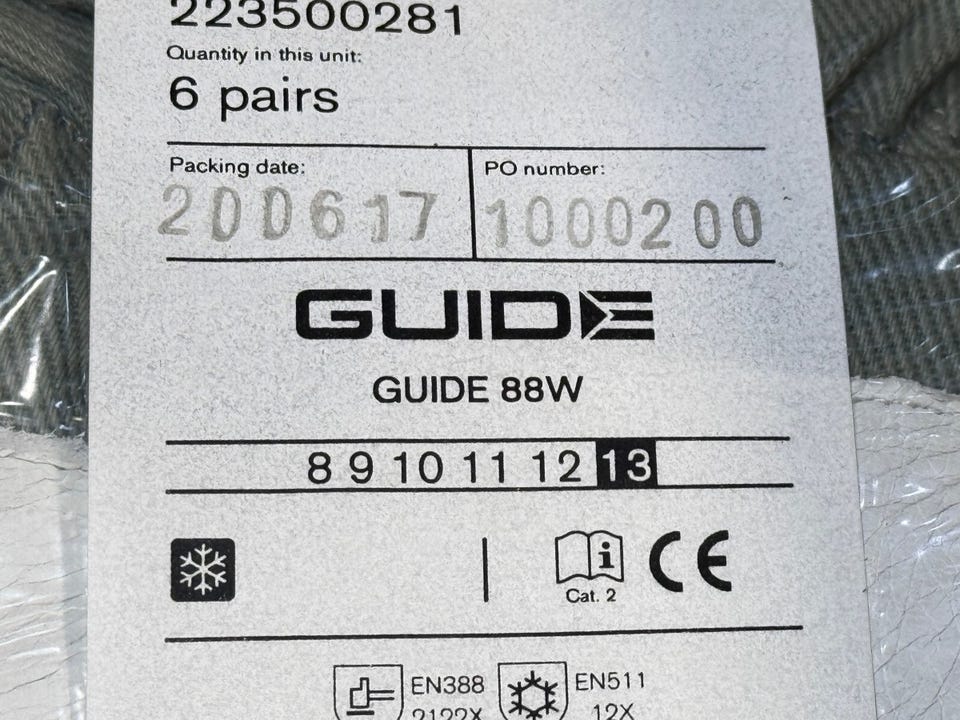 223500281
Quantity in this unit:
6 pairs
Packing date: PO number:
200617 1000200
GUIDE
GUIDE 88W
8 9 10 11 12 13
i
Cat. 2 CE
EN388 EN511
2122X 12X